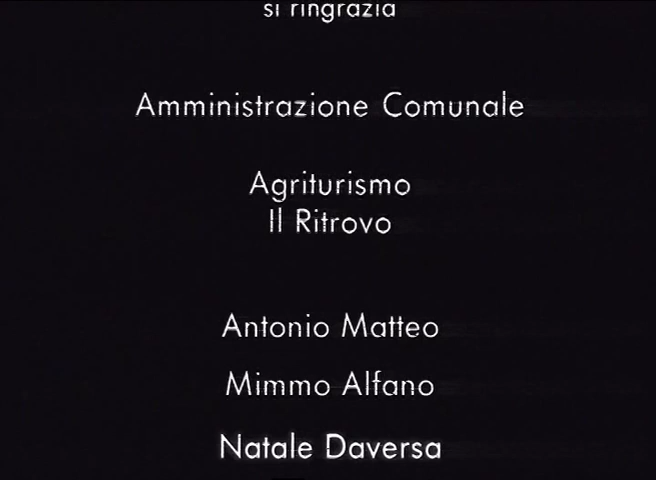 si ringrazia
Amministrazione Comunale
Agriturismo
Il Ritrovo
Antonio Matteo
Mimmo Alfano
Natale Daversa